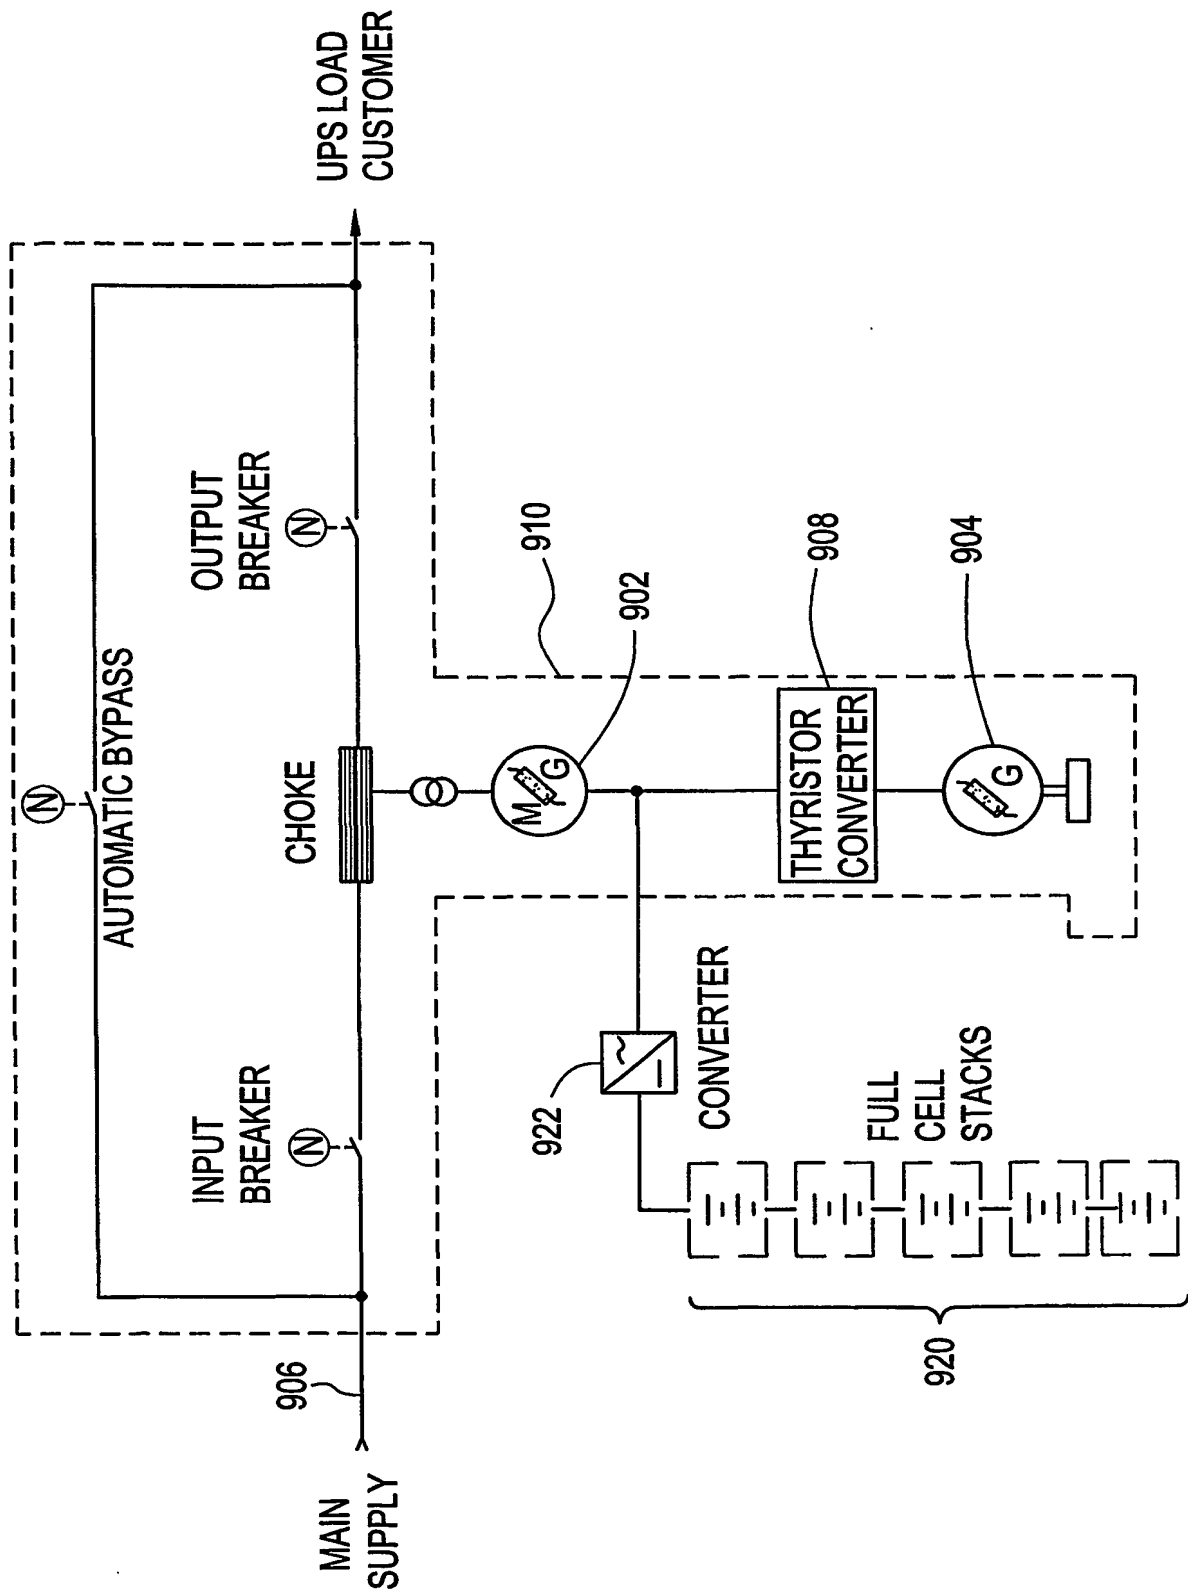 AUTOMATIC BYPASS
N
INPUT
BREAKER
N
CHOKE
OUTPUT
BREAKER
N
MAIN
SUPPLY
906
UPS LOAD
CUSTOMER
910
M G
902
922
CONVERTER
THYRISTOR
CONVERTER
908
G
904
FULL
CELL
STACKS
920